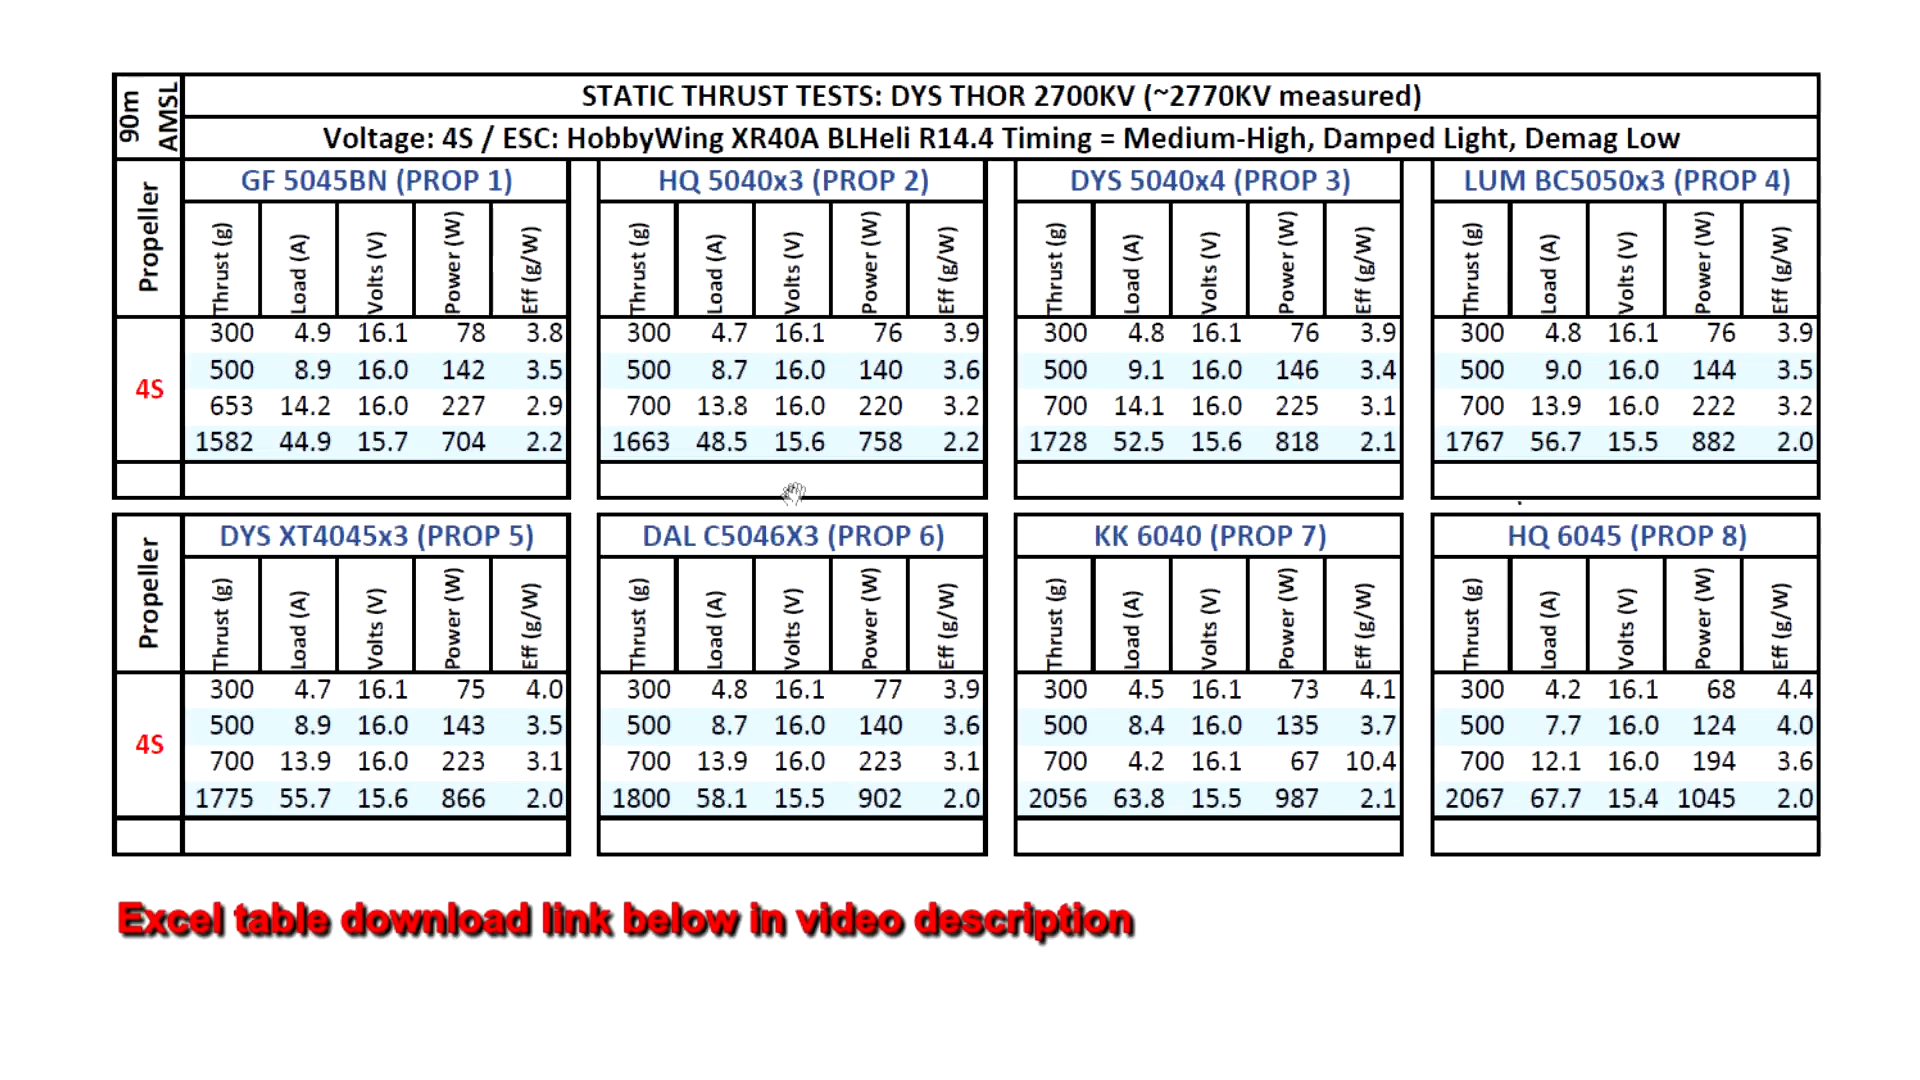 90m AMSL
STATIC THRUST TESTS: DYS THOR 2700KV (~2770KV measured)
Voltage: 4S / ESC: HobbyWing XR40A BLHeli R14.4 Timing = Medium-High, Damped Light, Demag Low
Propeller GF 5045BN (PROP 1) HQ 5040x3 (PROP 2) DYS 5040x4 (PROP 3) LUM BC5050x3 (PROP 4)
Thrust (g) Load (A) Volts (V) Power (W) Eff (g/W) Thrust (g) Load (A) Volts (V) Power (W) Eff (g/W) Thrust (g) Load (A) Volts (V) Power (W) Eff (g/W) Thrust (g) Load (A) Volts (V) Power (W) Eff (g/W)
4S
300 4.9 16.1 78 3.8 300 4.7 16.1 76 3.9 300 4.8 16.1 76 3.9 300 4.8 16.1 76 3.9
500 8.9 16.0 142 3.5 500 8.7 16.0 140 3.6 500 9.1 16.0 146 3.4 500 9.0 16.0 144 3.5
653 14.2 16.0 227 2.9 700 13.8 16.0 220 3.2 700 14.1 16.0 225 3.1 700 13.9 16.0 222 3.2
1582 44.9 15.7 704 2.2 1663 48.5 15.6 758 2.2 1728 52.5 15.6 818 2.1 1767 56.7 15.5 882 2.0
Propeller DYS XT4045x3 (PROP 5) DAL C5046X3 (PROP 6) KK 6040 (PROP 7) HQ 6045 (PROP 8)
Thrust (g) Load (A) Volts (V) Power (W) Eff (g/W) Thrust (g) Load (A) Volts (V) Power (W) Eff (g/W) Thrust (g) Load (A) Volts (V) Power (W) Eff (g/W) Thrust (g) Load (A) Volts (V) Power (W) Eff (g/W)
4S
300 4.7 16.1 75 4.0 300 4.8 16.1 77 3.9 300 4.5 16.1 73 4.1 300 4.2 16.1 68 4.4
500 8.9 16.0 143 3.5 500 8.7 16.0 140 3.6 500 8.4 16.0 135 3.7 500 7.7 16.0 124 4.0
700 13.9 16.0 223 3.1 700 13.9 16.0 223 3.1 700 4.2 16.1 67 10.4 700 12.1 16.0 194 3.6
1775 55.7 15.6 866 2.0 1800 58.1 15.5 902 2.0 2056 63.8 15.5 987 2.1 2067 67.7 15.4 1045 2.0
Excel table download link below in video description